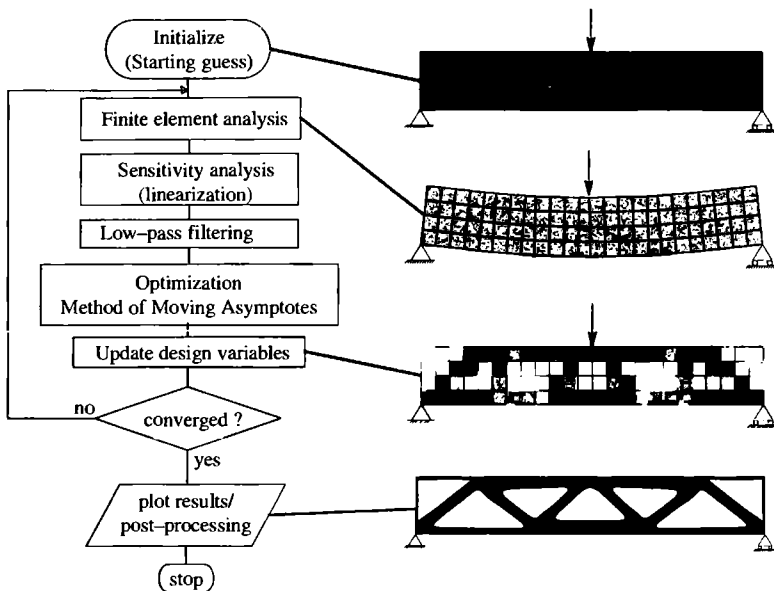 Initialize
(Starting guess)
Finite element analysis
Sensitivity analysis
(linearization)
Low–pass filtering
Optimization
Method of Moving Asymptotes
Update design variables
no
converged ?
yes
plot results/
post–processing
stop